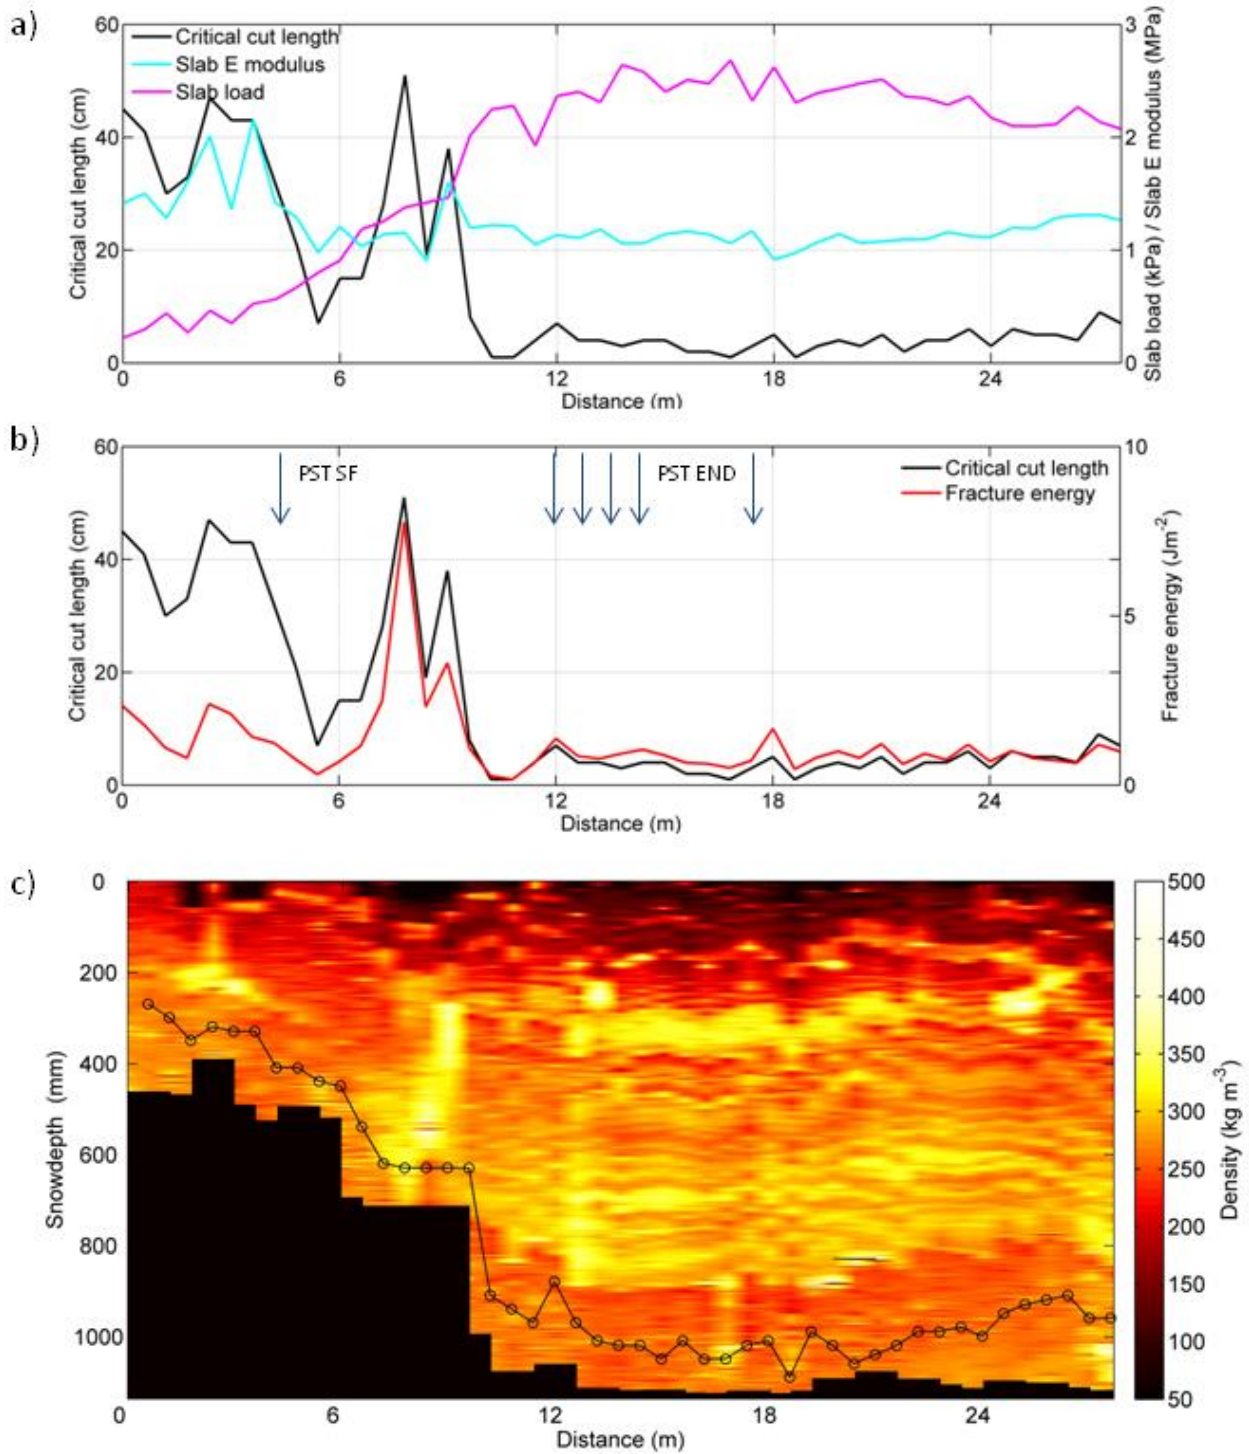 a)
60
40
20
0
Critical cut length (cm)
Critical cut length
Slab E modulus
Slab load
3
2
1
0
Slab load (kPa) / Slab E modulus (MPa)
0 6 12 18 24
Distance (m)
b)
60
40
20
0
Critical cut length (cm)
PST SF
PST END
Critical cut length
Fracture energy
10
5
0
Fracture energy (Jm-2)
0 6 12 18 24
Distance (m)
c)
0
200
400
600
800
1000
Snowdepth (mm)
500
450
400
350
300
250
200
150
100
50
Density (kg m-3)
0 6 12 18 24
Distance (m)